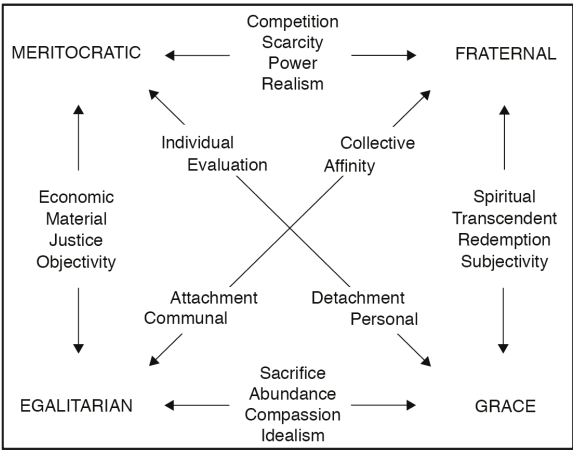 Competition
Scarcity
Power
Realism
MERITOCRATIC
FRATERNAL
Individual
Evaluation
Collective
Affinity
Economic
Material
Justice
Objectivity
Spiritual
Transcendent
Redemption
Subjectivity
Attachment
Communal
Detachment
Personal
Sacrifice
Abundance
Compassion
Idealism
EGALITARIAN
GRACE